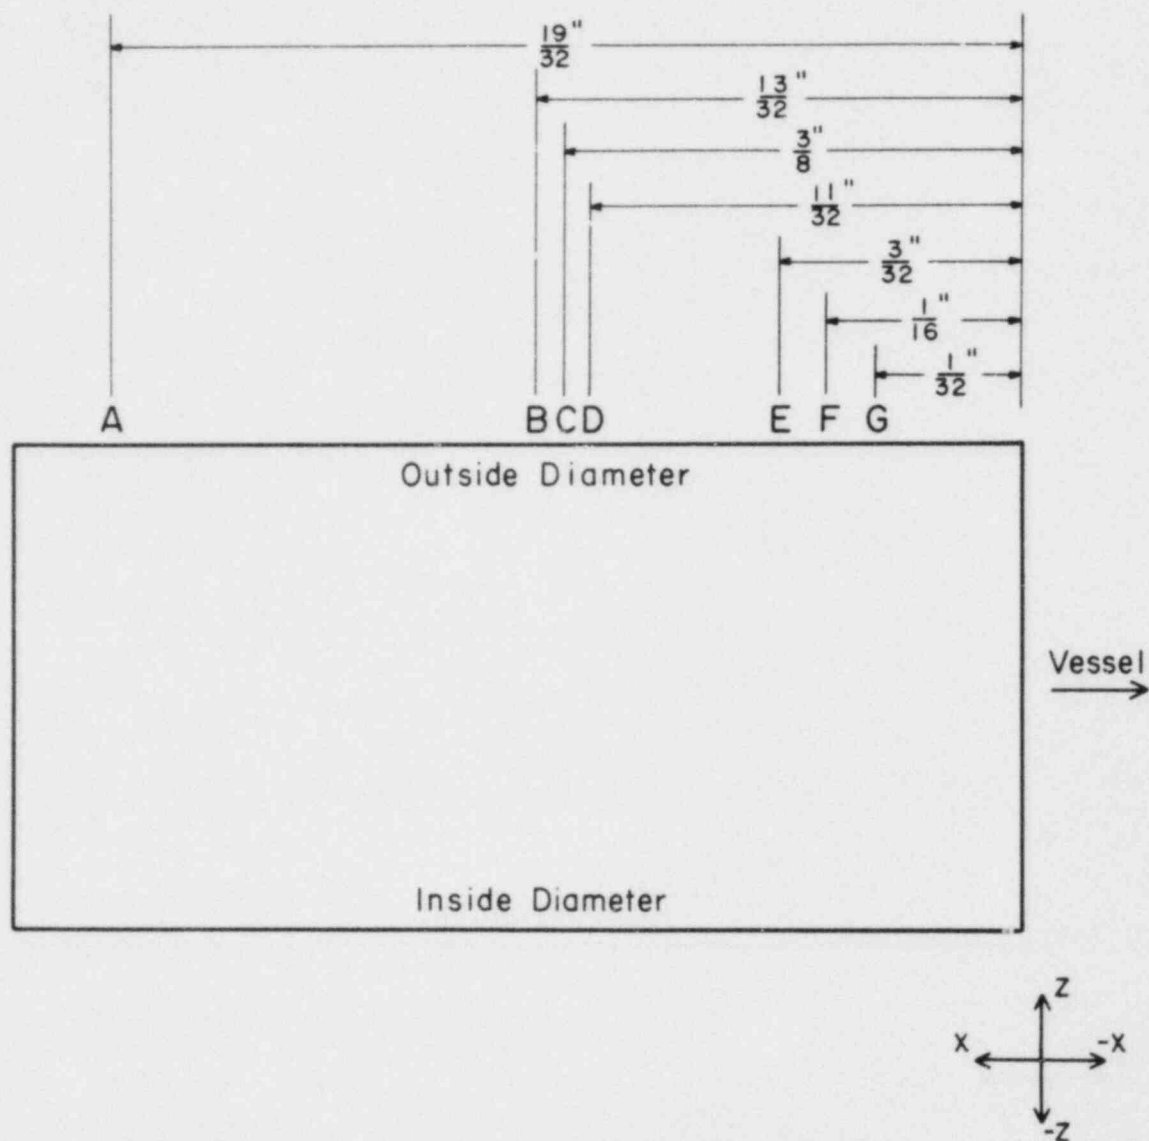 19/32"
13/32"
3/8"
11/32"
3/32"
1/16"
1/32"
A B C D E F G
Outside Diameter
Vessel
Inside Diameter
Z
X -X
-Z